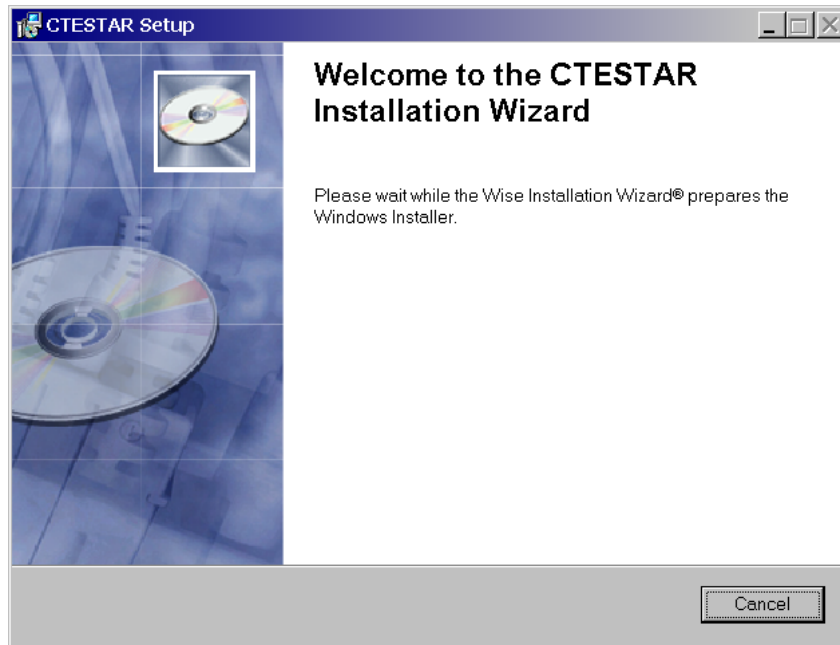 CTESTAR Setup
Welcome to the CTESTAR
Installation Wizard
Please wait while the Wise Installation Wizard® prepares the
Windows Installer.
Cancel